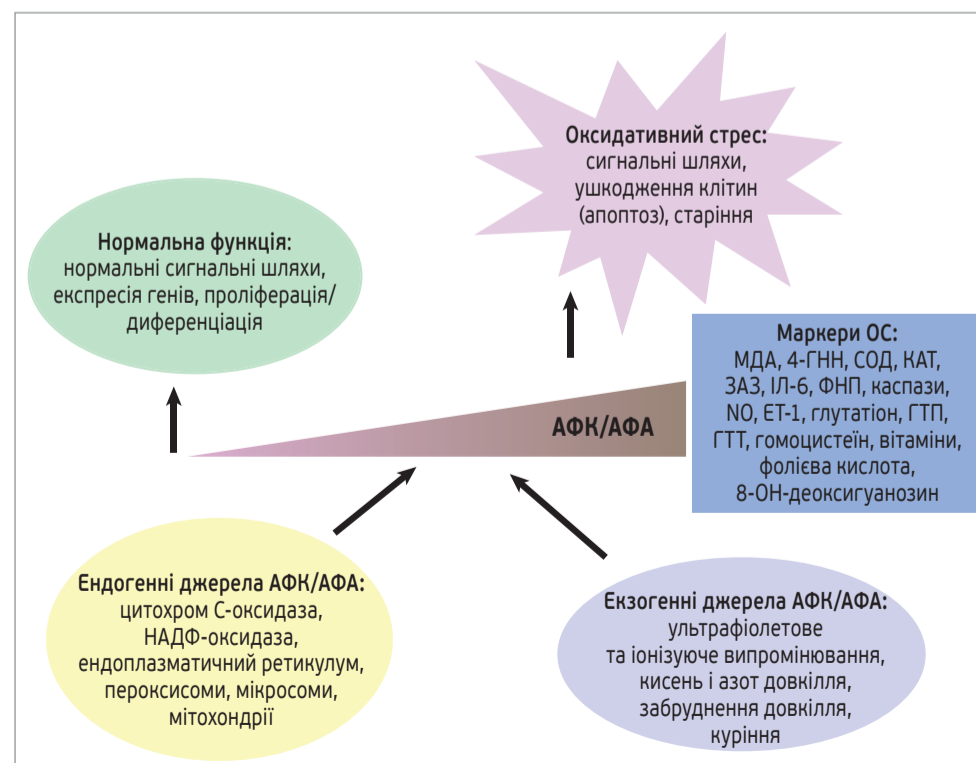 Оксидативний стрес:
сигнальні шляхи,
ушкодження клітин
(апоптоз), старіння
Нормальна функція:
нормальні сигнальні шляхи,
експресія генів, проліферація/
диференціація
Маркери ОС:
МДА, 4-ГНН, СОД, КАТ,
ЗАЗ, ІЛ-6, ФНП, каспази,
NO, ЕТ-1, глутатіон, ГТП,
ГТТ, гомоцистеїн, вітаміни,
фолієва кислота,
8-ОН-деоксигуанозин
АФК/АФА
Ендогенні джерела АФК/АФА:
цитохром С-оксидаза,
НАДФ-оксидаза,
ендоплазматичний ретикулум,
пероксисоми, мікросоми,
мітохондрії
Екзогенні джерела АФК/АФА:
ультрафіолетове
та іонізуюче випромінювання,
кисень і азот довкілля,
забруднення довкілля,
куріння